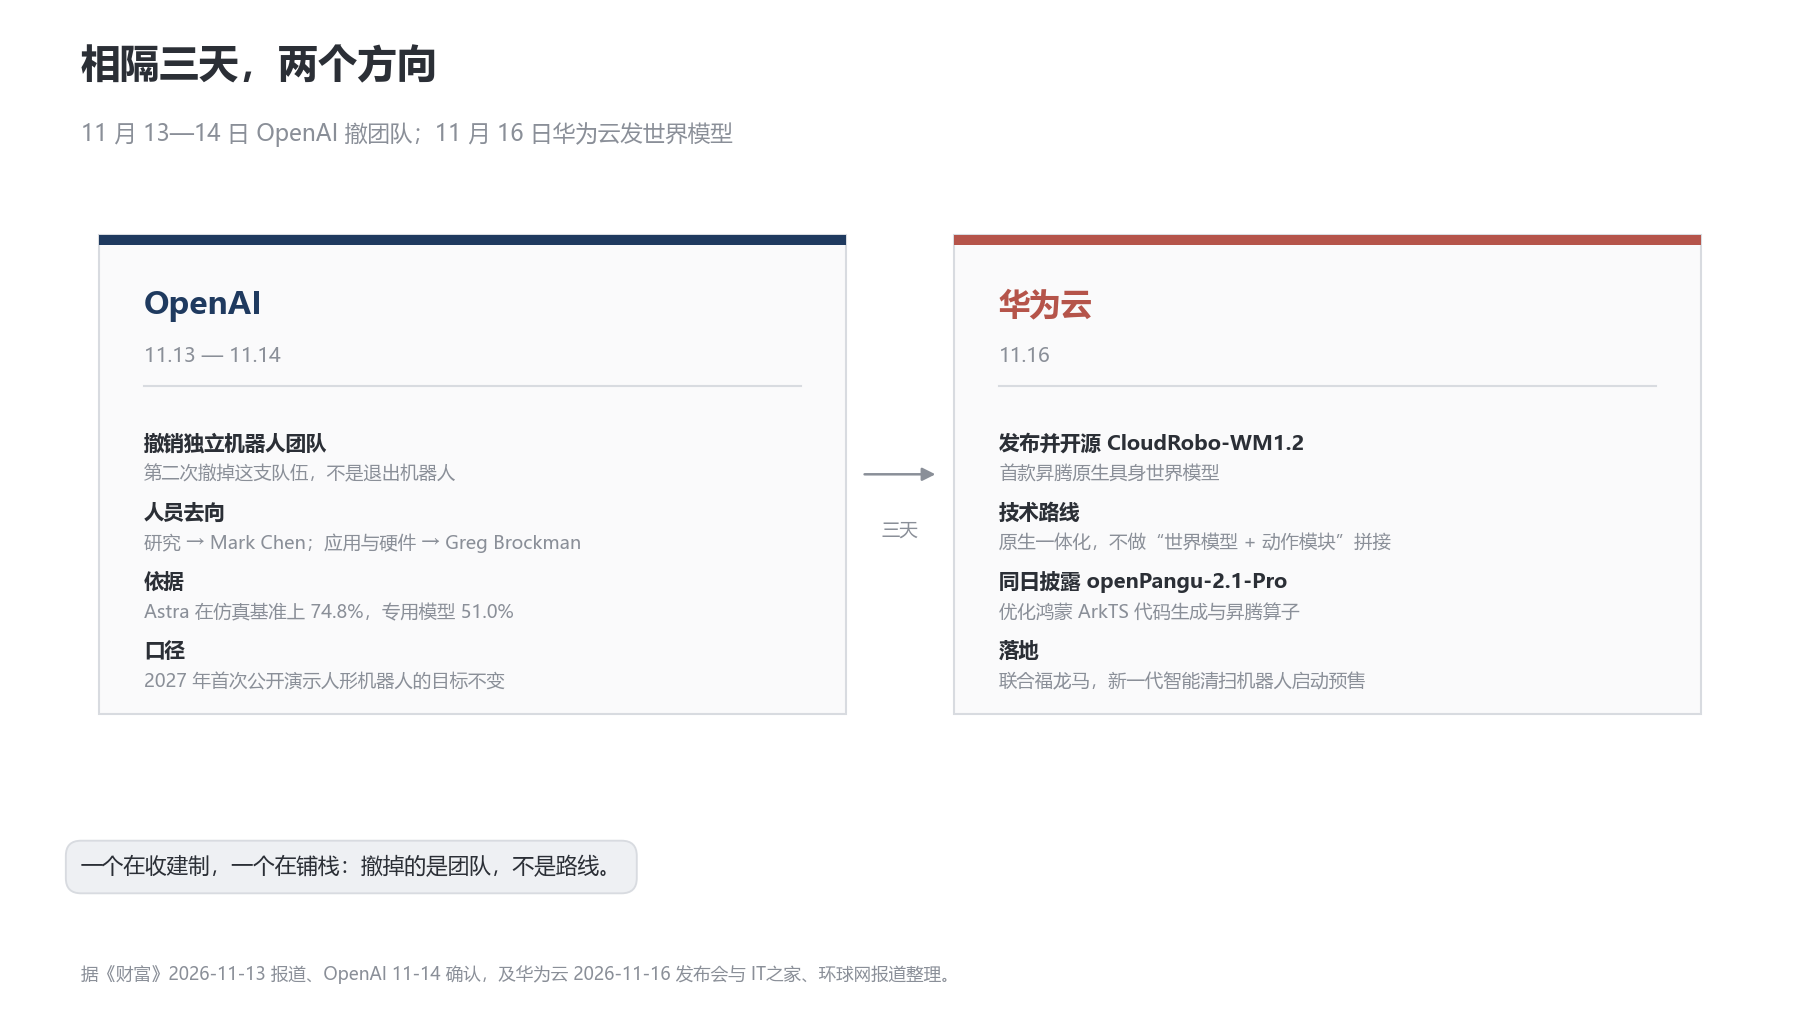 相隔三天，两个方向
11 月 13—14 日 OpenAI 撤团队；11 月 16 日华为云发世界模型
OpenAI
11.13 — 11.14
撤销独立机器人团队
第二次撤掉这支队伍，不是退出机器人
人员去向
研究 → Mark Chen；应用与硬件 → Greg Brockman
依据
Astra 在仿真基准上 74.8%，专用模型 51.0%
口径
2027 年首次公开演示人形机器人的目标不变
三天
华为云
11.16
发布并开源 CloudRobo-WM1.2
首款昇腾原生具身世界模型
技术路线
原生一体化，不做“世界模型 + 动作模块”拼接
同日披露 openPangu-2.1-Pro
优化鸿蒙 ArkTS 代码生成与昇腾算子
落地
联合福龙马，新一代智能清扫机器人启动预售
一个在收建制，一个在铺栈：撤掉的是团队，不是路线。
据《财富》2026-11-13 报道、OpenAI 11-14 确认，及华为云 2026-11-16 发布会与 IT之家、环球网报道整理。